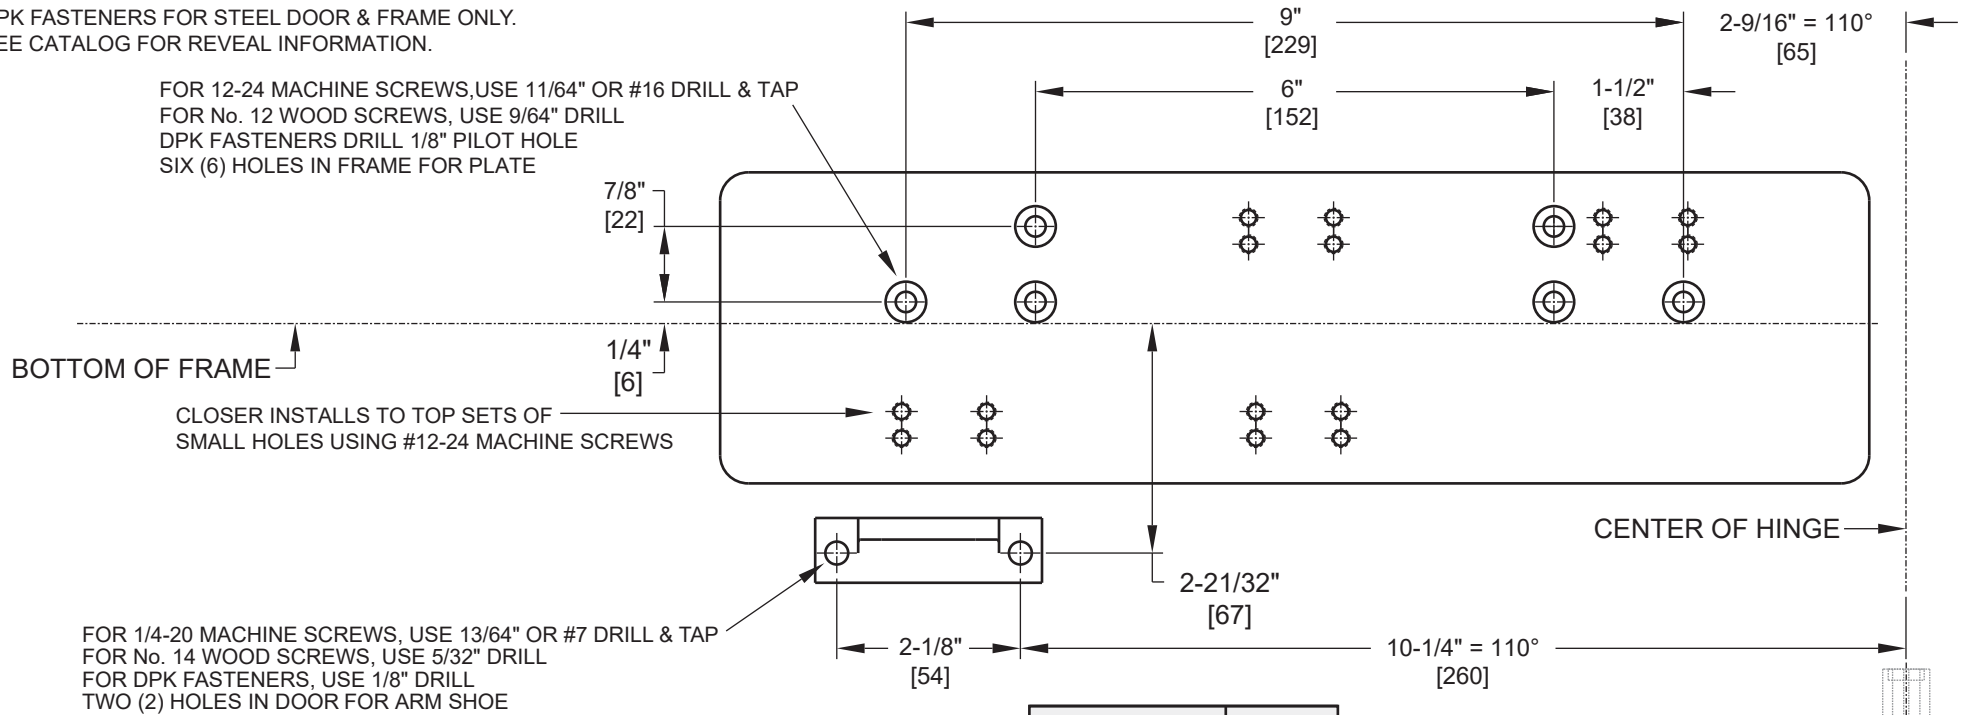 PK FASTENERS FOR STEEL DOOR & FRAME ONLY.
EE CATALOG FOR REVEAL INFORMATION.
9"
[229]
2-9/16" = 110°
[65]
FOR 12-24 MACHINE SCREWS,USE 11/64" OR #16 DRILL & TAP
FOR No. 12 WOOD SCREWS, USE 9/64" DRILL
DPK FASTENERS DRILL 1/8" PILOT HOLE
SIX (6) HOLES IN FRAME FOR PLATE
6"
[152]
1-1/2"
[38]
7/8"
[22]
BOTTOM OF FRAME
1/4"
[6]
CLOSER INSTALLS TO TOP SETS OF
SMALL HOLES USING #12-24 MACHINE SCREWS
CENTER OF HINGE
2-21/32"
[67]
FOR 1/4-20 MACHINE SCREWS, USE 13/64" OR #7 DRILL & TAP
FOR No. 14 WOOD SCREWS, USE 5/32" DRILL
FOR DPK FASTENERS, USE 1/8" DRILL
TWO (2) HOLES IN DOOR FOR ARM SHOE
2-1/8"
[54]
10-1/4" = 110°
[260]